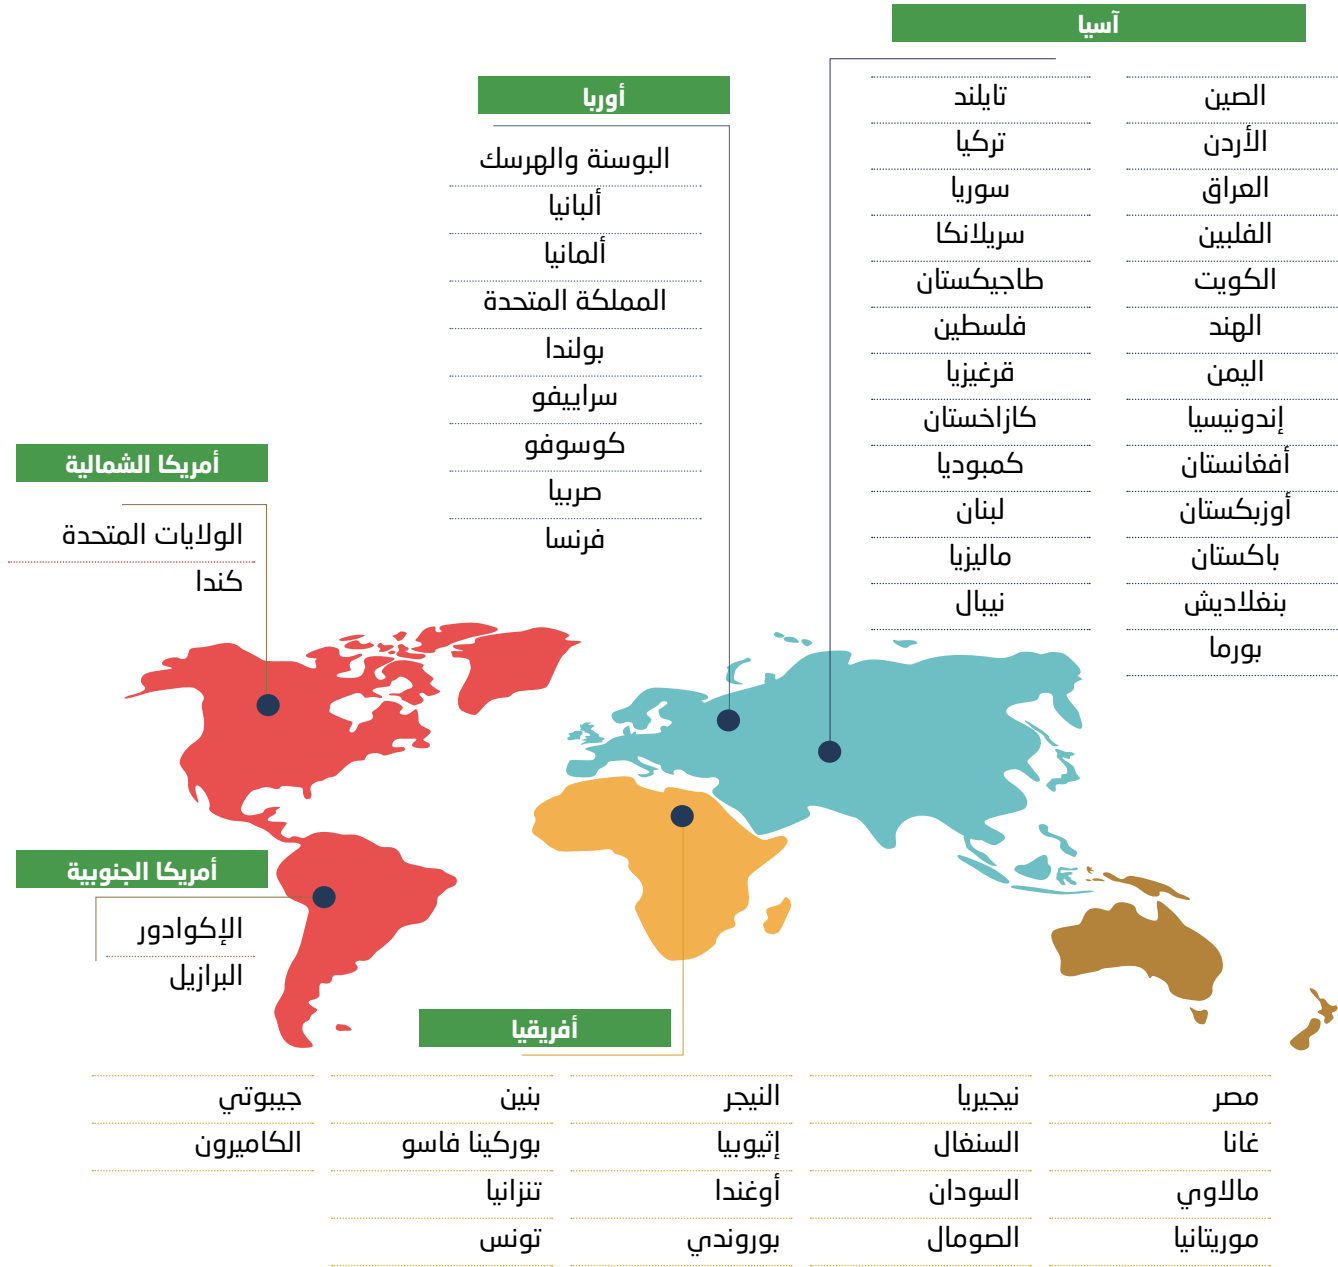 آسيا
الصين
الأردن
العراق
الفلبين
الكويت
الهند
اليمن
إندونيسيا
أفغانستان
أوزبكستان
باكستان
بنغلاديش
بورما
تايلند
تركيا
سوريا
سريلانكا
طاجيكستان
فلسطين
قرغيزيا
كازاخستان
كمبوديا
لبنان
ماليزيا
نيبال
أوربا
البوسنة والهرسك
ألبانيا
ألمانيا
المملكة المتحدة
بولندا
سراييفو
كوسوفو
صربيا
فرنسا
أمريكا الشمالية
الولايات المتحدة
كندا
أمريكا الجنوبية
الإكوادور
البرازيل
أفريقيا
مصر
غانا
مالاوي
موريتانيا
نيجيريا
السنغال
السودان
الصومال
النيجر
إثيوبيا
أوغندا
بوروندي
بنين
بوركينا فاسو
تنزانيا
تونس
جيبوتي
الكاميرون